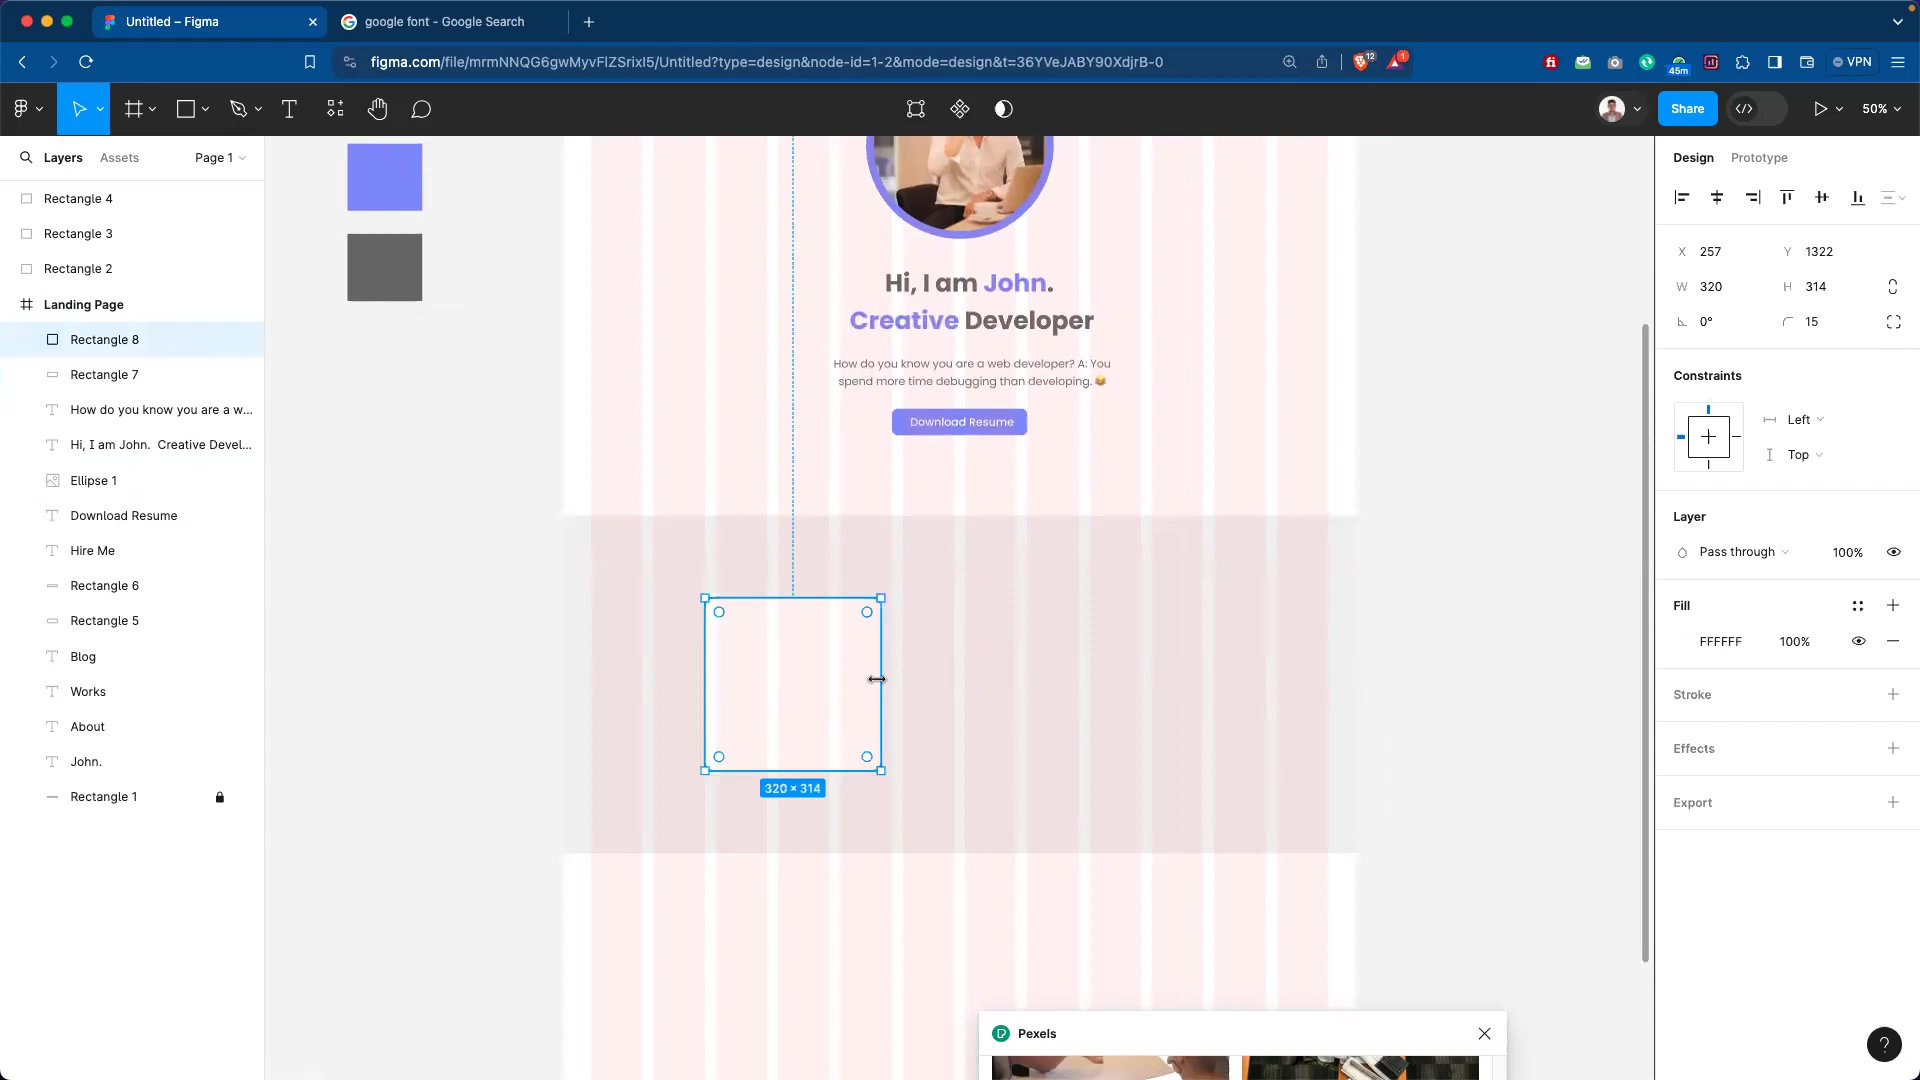 Untitled – Figma
google font - Google Search
figma.com/file/mrmNNQG6gwMyvFlZSrixl5/Untitled?type=design&node-id=1-2&mode=design&t=36YVeJABY90XdjrB-0
12
1
45m
VPN
Share
50%
Layers
Assets
Page 1
Rectangle 4
Rectangle 3
Rectangle 2
Landing Page
Rectangle 8
Rectangle 7
How do you know you are a w...
Hi, I am John.  Creative Devel...
Ellipse 1
Download Resume
Hire Me
Rectangle 6
Rectangle 5
Blog
Works
About
John.
Rectangle 1
Hi, I am John.
Creative Developer
How do you know you are a web developer? A: You
spend more time debugging than developing. 😅
Download Resume
320 × 314
Pexels
Design
Prototype
X 257
Y 1322
W 320
H 314
0°
15
Constraints
Left
Top
Layer
Pass through
100%
Fill
FFFFFF
100%
Stroke
Effects
Export
?